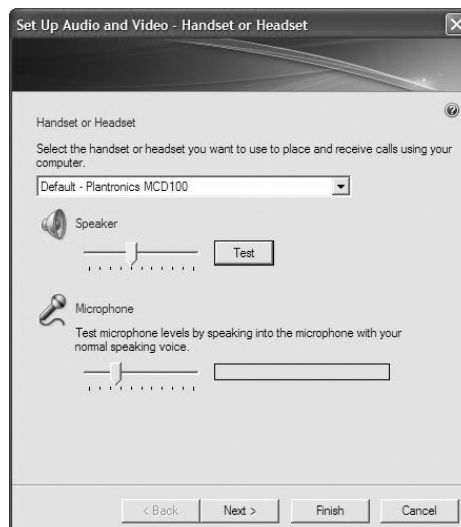 Set Up Audio and Video - Handset or Headset
Handset or Headset
Select the handset or headset you want to use to place and receive calls using your
computer.
Default - Plantronics MCD100
Speaker
Test
Microphone
Test microphone levels by speaking into the microphone with your
normal speaking voice.
< Back
Next >
Finish
Cancel